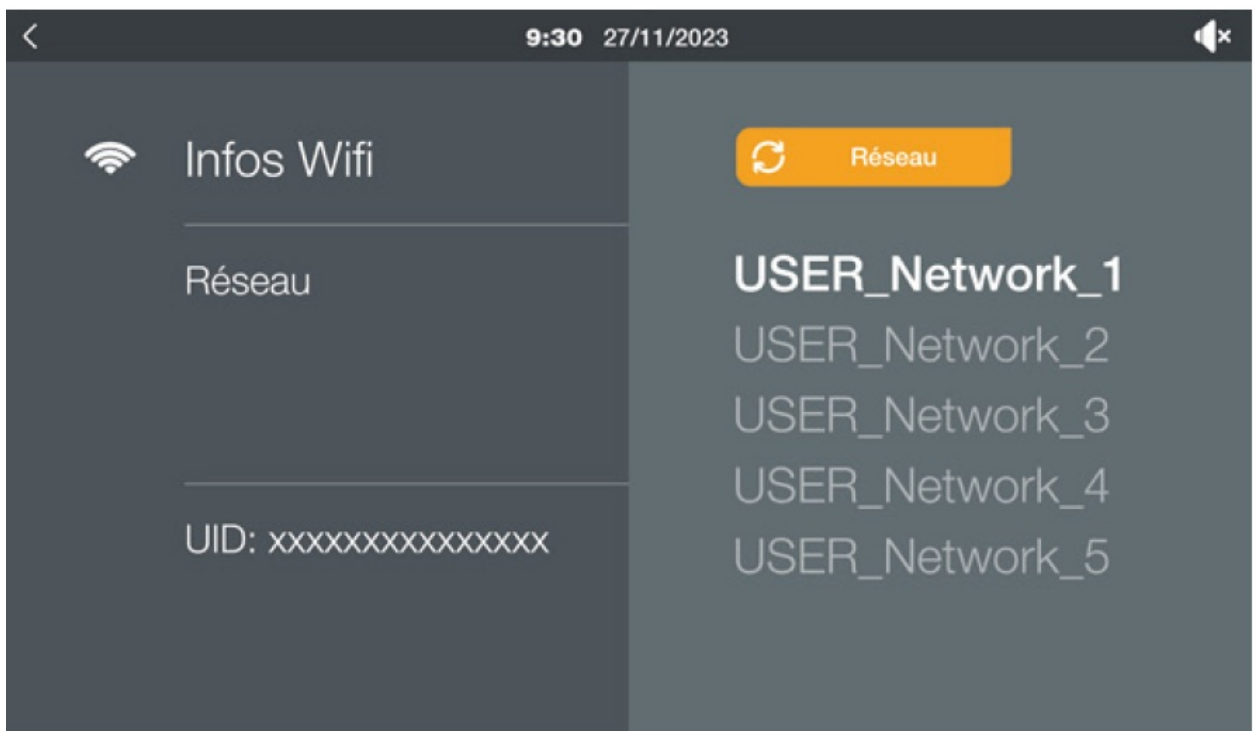 9:30 27/11/2023
Infos Wifi
Réseau
UID: xxxxxxxxxxxxxxx
Réseau
USER_Network_1
USER_Network_2
USER_Network_3
USER_Network_4
USER_Network_5